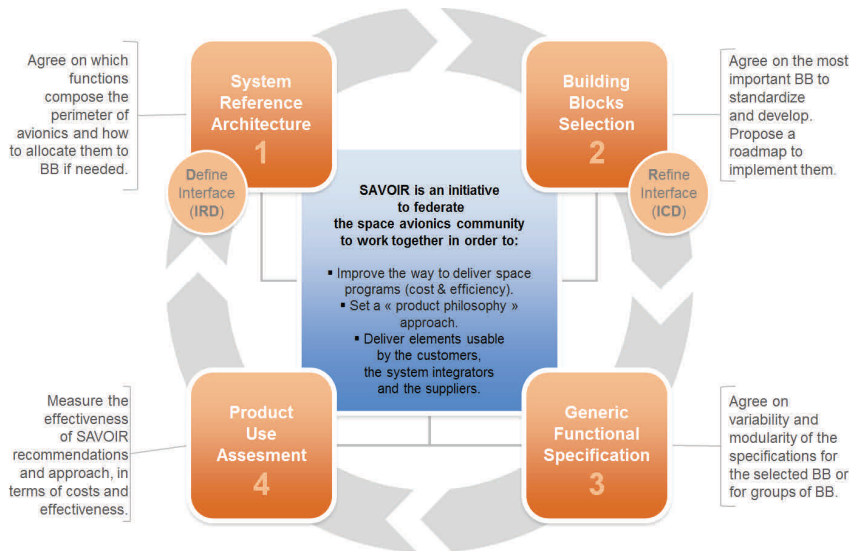 Agree on which
functions
compose the
perimeter of
avionics and how
to allocate them to
BB if needed.
System
Reference
Architecture
1
Define
Interface
(IRD)
Building
Blocks
Selection
2
Refine
Interface
(ICD)
Agree on the most
important BB to
standardize
and develop.
Propose a
roadmap to
implement them.
SAVOIR is an initiative
to federate
the space avionics community
to work together in order to:
▪ Improve the way to deliver space
programs (cost & efficiency).
▪ Set a « product philosophy »
approach.
▪ Deliver elements usable
by the customers,
the system integrators
and the suppliers.
Measure the
effectiveness
of SAVOIR
recommendations
and approach, in
terms of costs and
effectiveness.
Product
Use
Assesment
4
Generic
Functional
Specification
3
Agree on
variability and
modularity of the
specifications for
the selected BB or
for groups of BB.